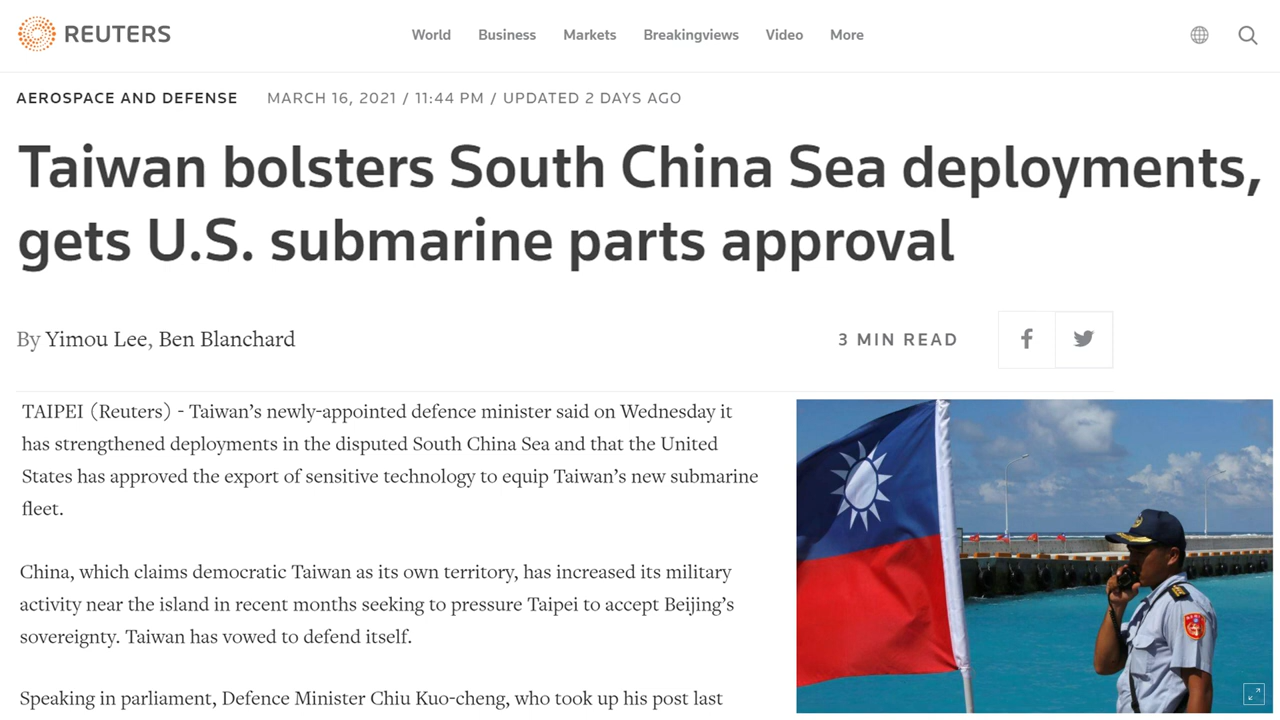 REUTERS
World Business Markets Breakingviews Video More
AEROSPACE AND DEFENSE MARCH 16, 2021 / 11:44 PM / UPDATED 2 DAYS AGO
Taiwan bolsters South China Sea deployments,
gets U.S. submarine parts approval
By Yimou Lee, Ben Blanchard
3 MIN READ
TAIPEI (Reuters) - Taiwan’s newly-appointed defence minister said on Wednesday it
has strengthened deployments in the disputed South China Sea and that the United
States has approved the export of sensitive technology to equip Taiwan’s new submarine
fleet.
China, which claims democratic Taiwan as its own territory, has increased its military
activity near the island in recent months seeking to pressure Taipei to accept Beijing’s
sovereignty. Taiwan has vowed to defend itself.
Speaking in parliament, Defence Minister Chiu Kuo-cheng, who took up his post last